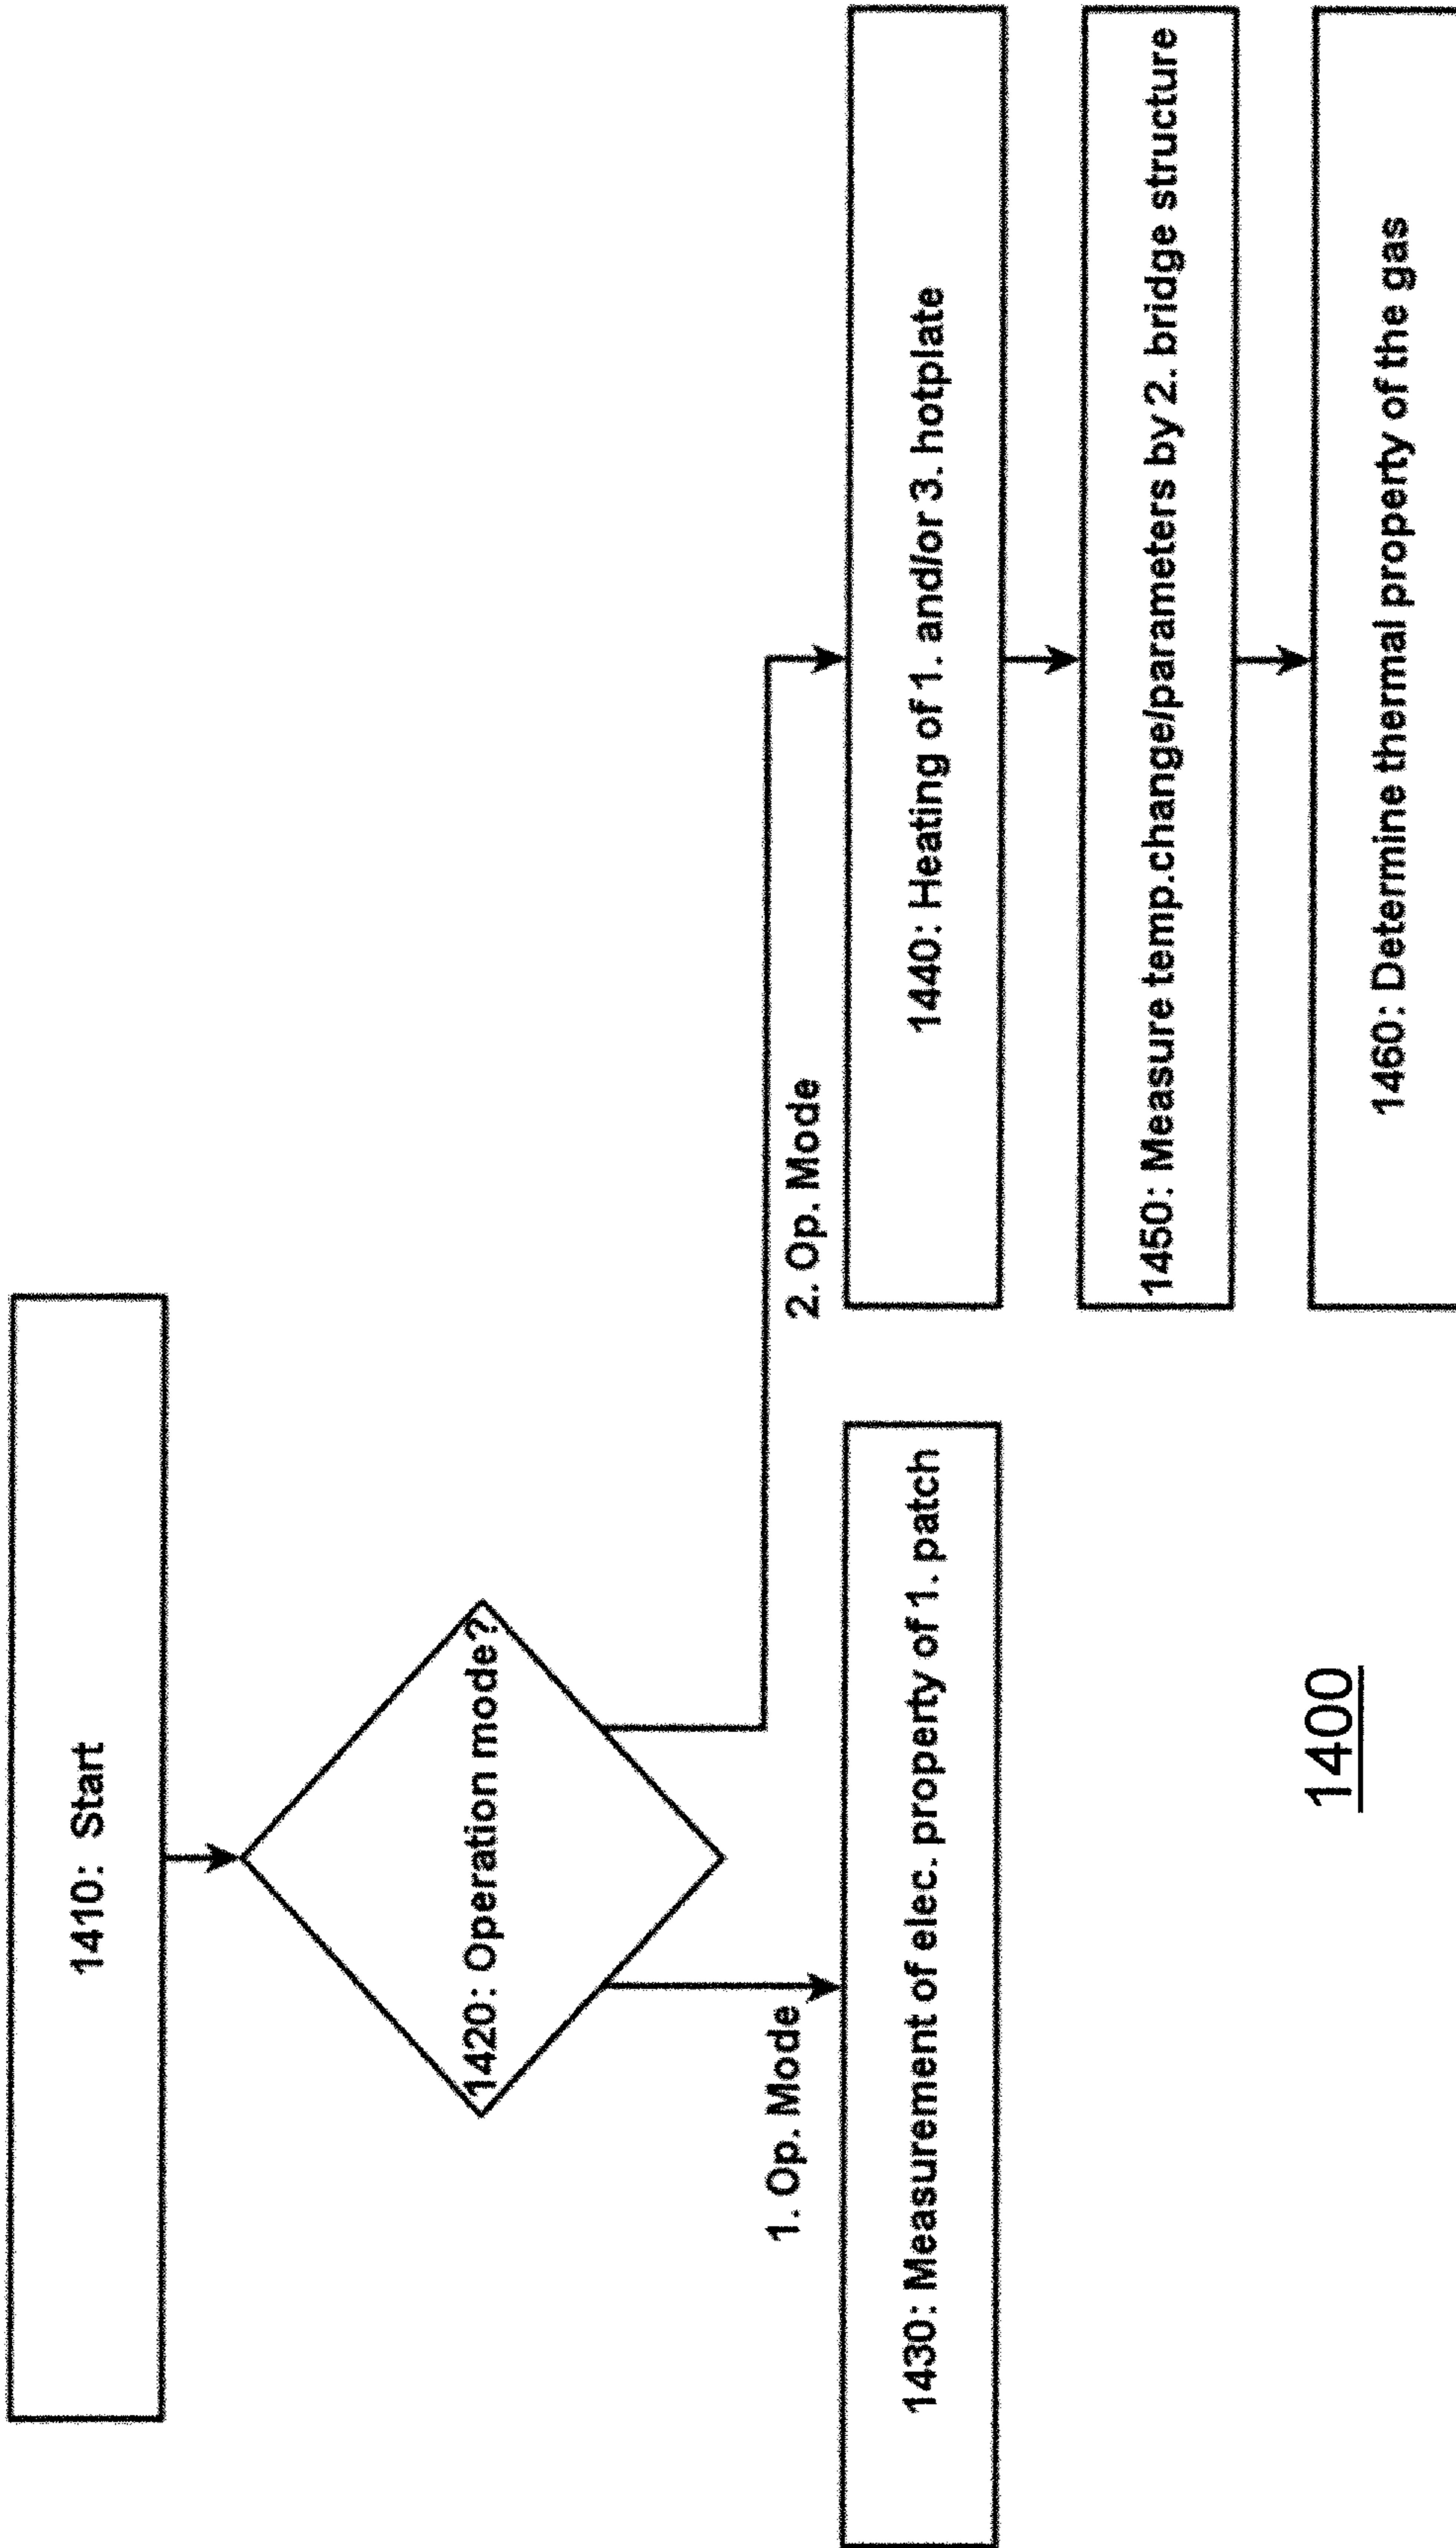 1410: Start
1420: Operation mode?
1. Op. Mode
2. Op. Mode
1430: Measurement of elec. property of 1. patch
1440: Heating of 1. and/or 3. hotplate
1450: Measure temp.change/parameters by 2. bridge structure
1460: Determine thermal property of the gas
1400